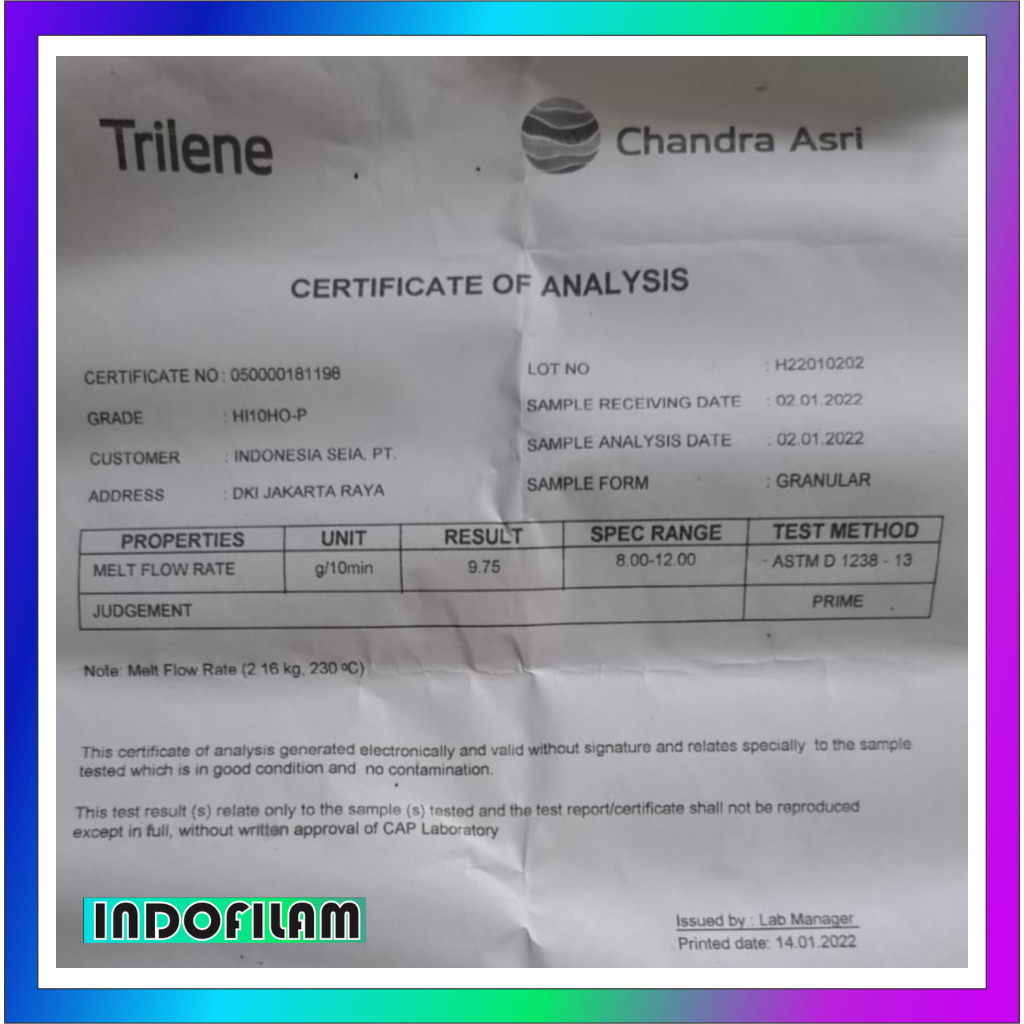 Trilene
Chandra Asri
CERTIFICATE OF ANALYSIS
CERTIFICATE NO : 050000181198
GRADE : HI10HO-P
CUSTOMER : INDONESIA SEIA, PT.
ADDRESS : DKI JAKARTA RAYA
LOT NO : H22010202
SAMPLE RECEIVING DATE : 02.01.2022
SAMPLE ANALYSIS DATE : 02.01.2022
SAMPLE FORM : GRANULAR
PROPERTIES UNIT RESULT SPEC RANGE TEST METHOD
MELT FLOW RATE g/10min 9.75 8.00-12.00 ASTM D 1238 - 13
JUDGEMENT PRIME
Note: Melt Flow Rate (2.16 kg, 230 ºC)
This certificate of analysis generated electronically and valid without signature and relates specially to the sample
tested which is in good condition and no contamination.
This test result (s) relate only to the sample (s) tested and the test report/certificate shall not be reproduced
except in full, without written approval of CAP Laboratory
INDOFILAM
Issued by : Lab Manager
Printed date: 14.01.2022